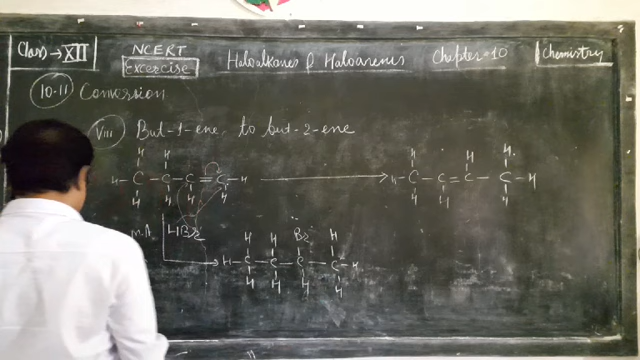 Class → XII NCERT Haloalkanes & Haloarenes Chapter = 10 Chemistry
Excercise
10.11 Conversion
viii But-1-ene, to but-2-ene
H H H H.
H-C-C-C=C-H → H-C-C=C-C-H
H H H H H H H
HBr
H H Br H
H-C-C-C-C-H
H H H H